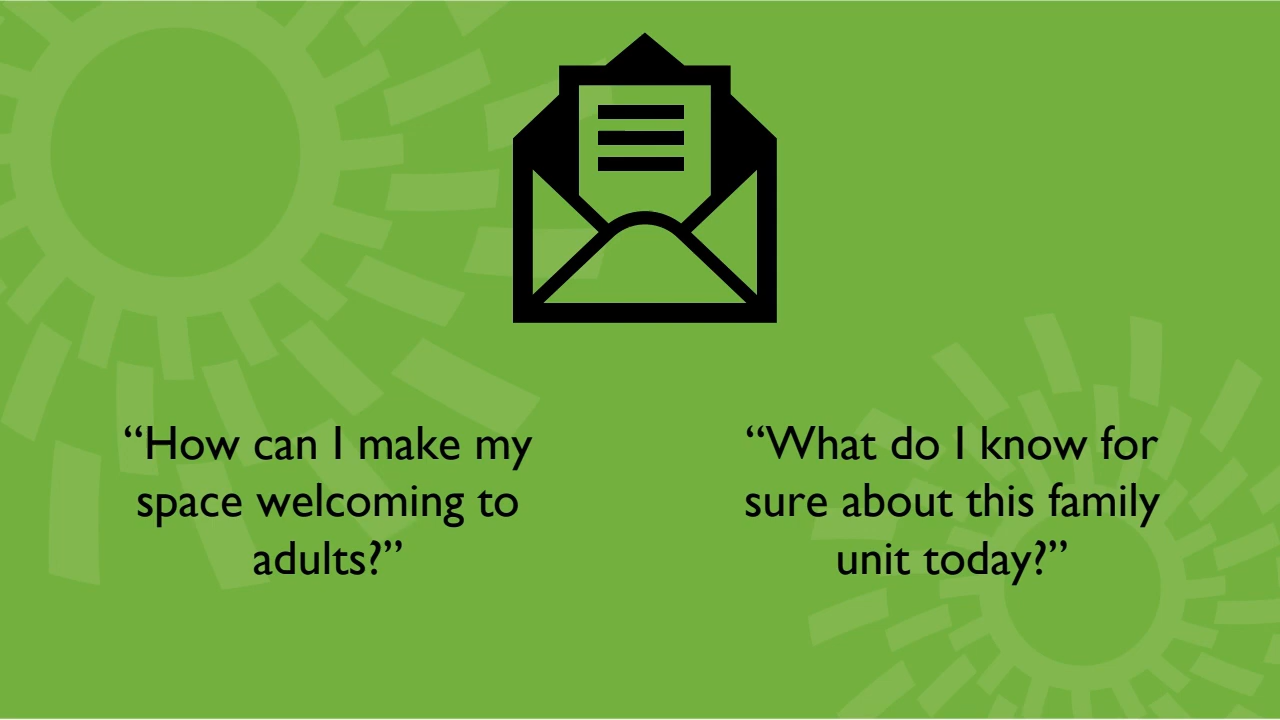 “How can I make my
space welcoming to
adults?”
“What do I know for
sure about this family
unit today?”